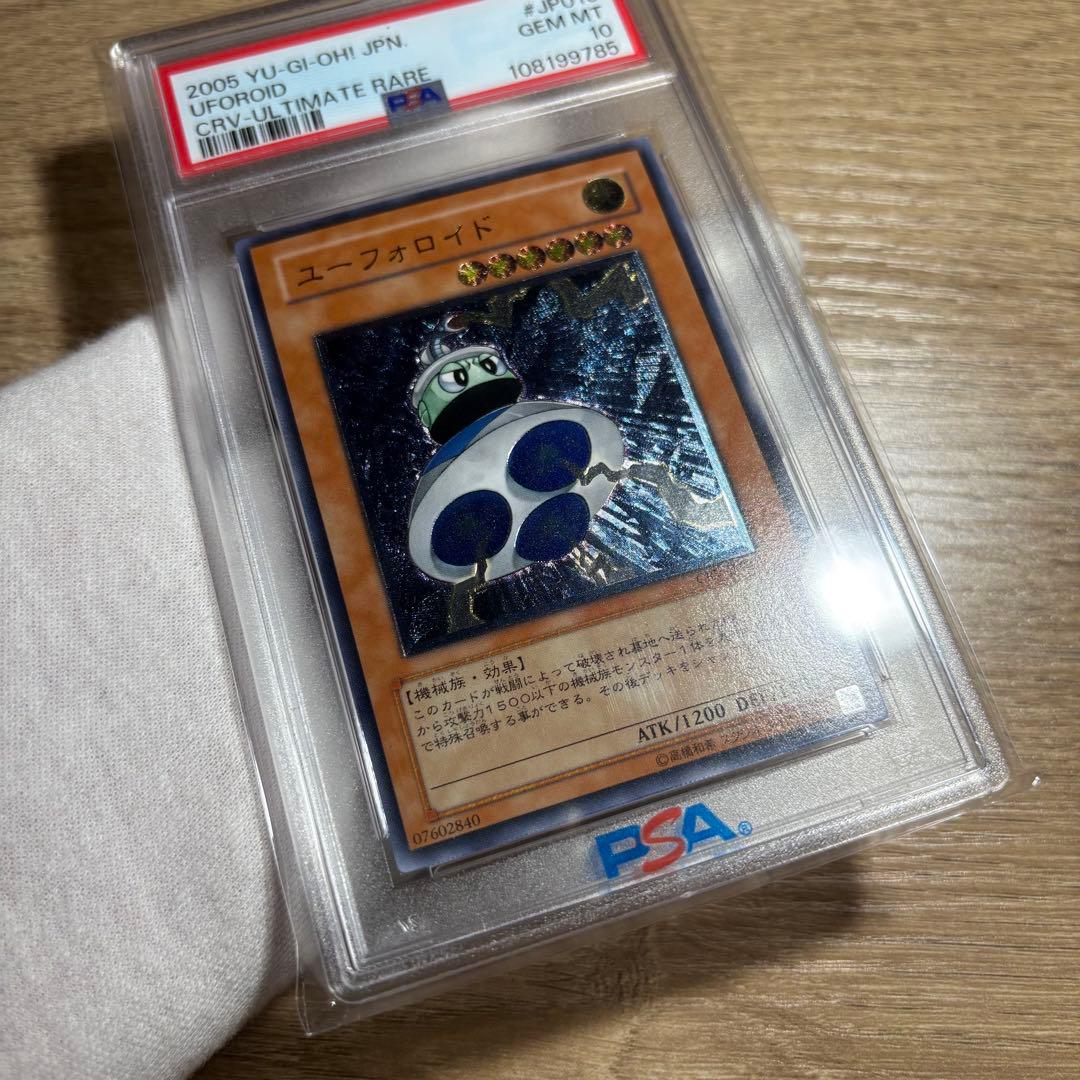 2005 YU-GI-OH! JPN.
UFOROID
CRV-ULTIMATE RARE
GEM MT
10
108199785
PSA
ユーフォロイド
【機械族・効果】
このカードが戦闘によって破壊され墓地へ送られた
から攻撃力1500以下の機械族モンスター1体を
で特殊召喚する事ができる。その後デッキをシャ
ATK/1200
©高橋和希 スタジオ
07602840
PSA®